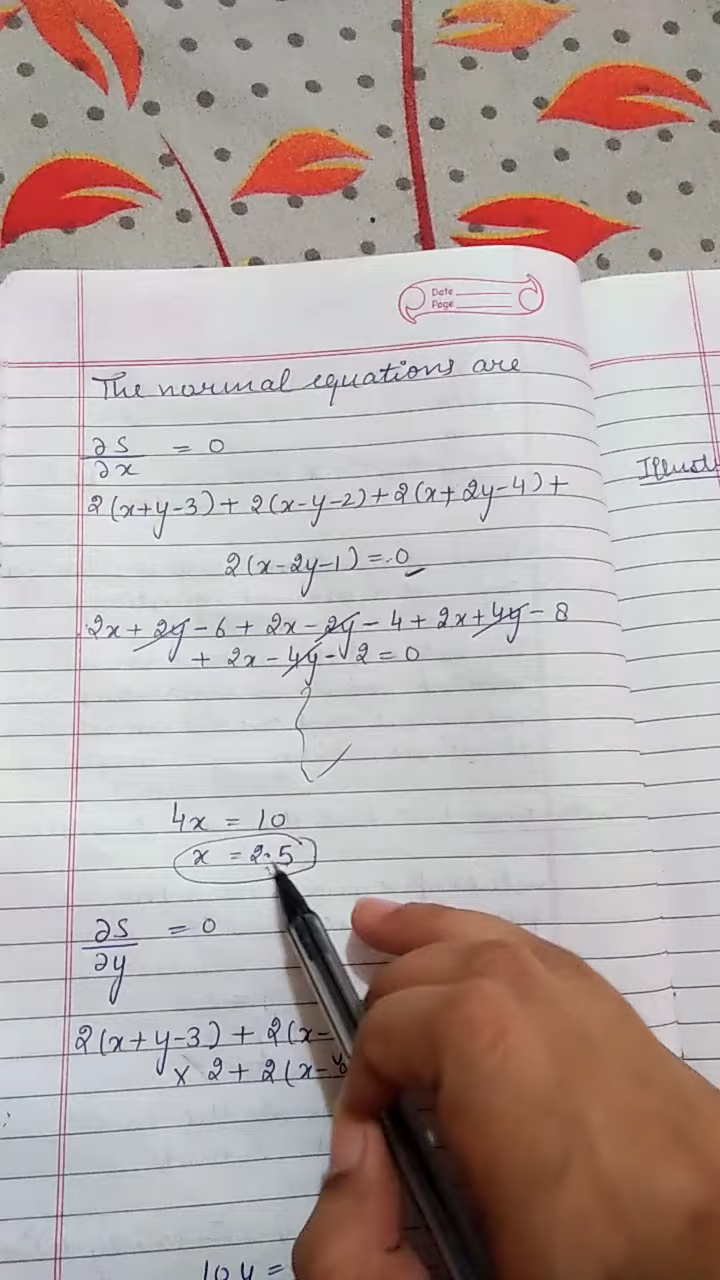 Date
Page
The normal equations are
∂S/∂x = 0
2(x+y-3) + 2(x-y-2) + 2(x+2y-4) +
2(x-2y-1) = 0
2x + 2y - 6 + 2x - 2y - 4 + 2x + 4y - 8
+ 2x - 4y - 2 = 0
4x = 10
x = 2.5
∂S/∂y = 0
2(x+y-3) + 2(x-
x 2 + 2(x-
10y =